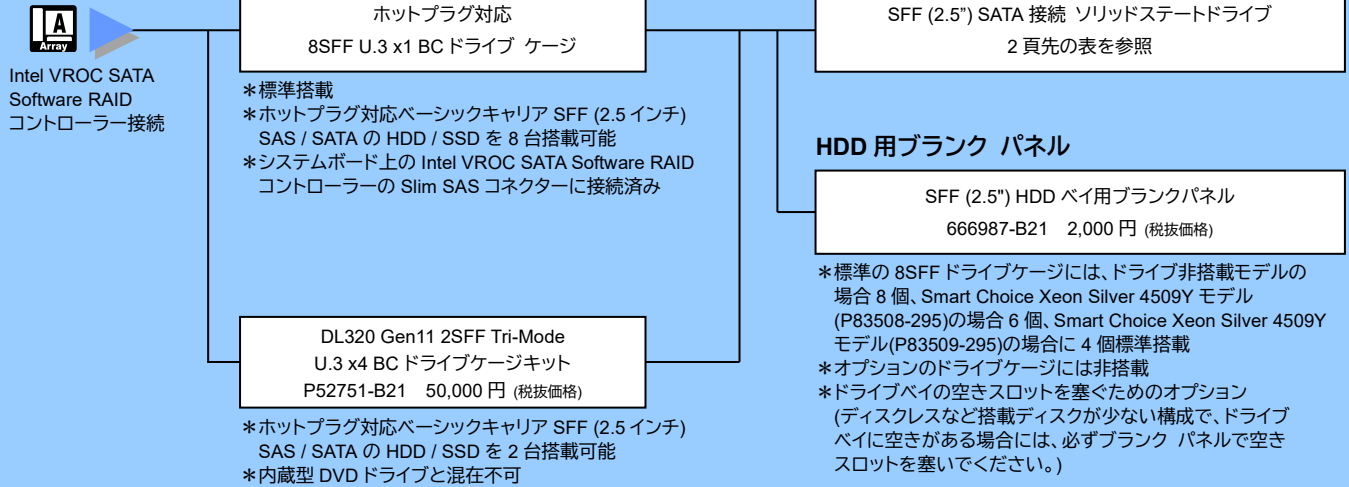 A
Array
Intel VROC SATA
Software RAID
コントローラー接続
ホットプラグ対応
8SFF U.3 x1 BC ドライブ ケージ
＊標準搭載
＊ホットプラグ対応ベーシックキャリア SFF (2.5 インチ)
SAS / SATA の HDD / SSD を 8 台搭載可能
＊システムボード上の Intel VROC SATA Software RAID
コントローラーの Slim SAS コネクターに接続済み
DL320 Gen11 2SFF Tri-Mode
U.3 x4 BC ドライブケージキット
P52751-B21 50,000 円 (税抜価格)
＊ホットプラグ対応ベーシックキャリア SFF (2.5 インチ)
SAS / SATA の HDD / SSD を 2 台搭載可能
＊内蔵型 DVD ドライブと混在不可
SFF (2.5”) SATA 接続 ソリッドステートドライブ
2 頁先の表を参照
HDD 用ブランク パネル
SFF (2.5") HDD ベイ用ブランクパネル
666987-B21 2,000 円 (税抜価格)
＊標準の 8SFF ドライブケージには、ドライブ非搭載モデルの
場合 8 個、Smart Choice Xeon Silver 4509Y モデル
(P83508-295)の場合 6 個、Smart Choice Xeon Silver 4509Y
モデル(P83509-295)の場合に 4 個標準搭載
＊オプションのドライブケージには非搭載
＊ドライブベイの空きスロットを塞ぐためのオプション
(ディスクレスなど搭載ディスクが少ない構成で、ドライブ
ベイに空きがある場合には、必ずブランク パネルで空き
スロットを塞いでください。)